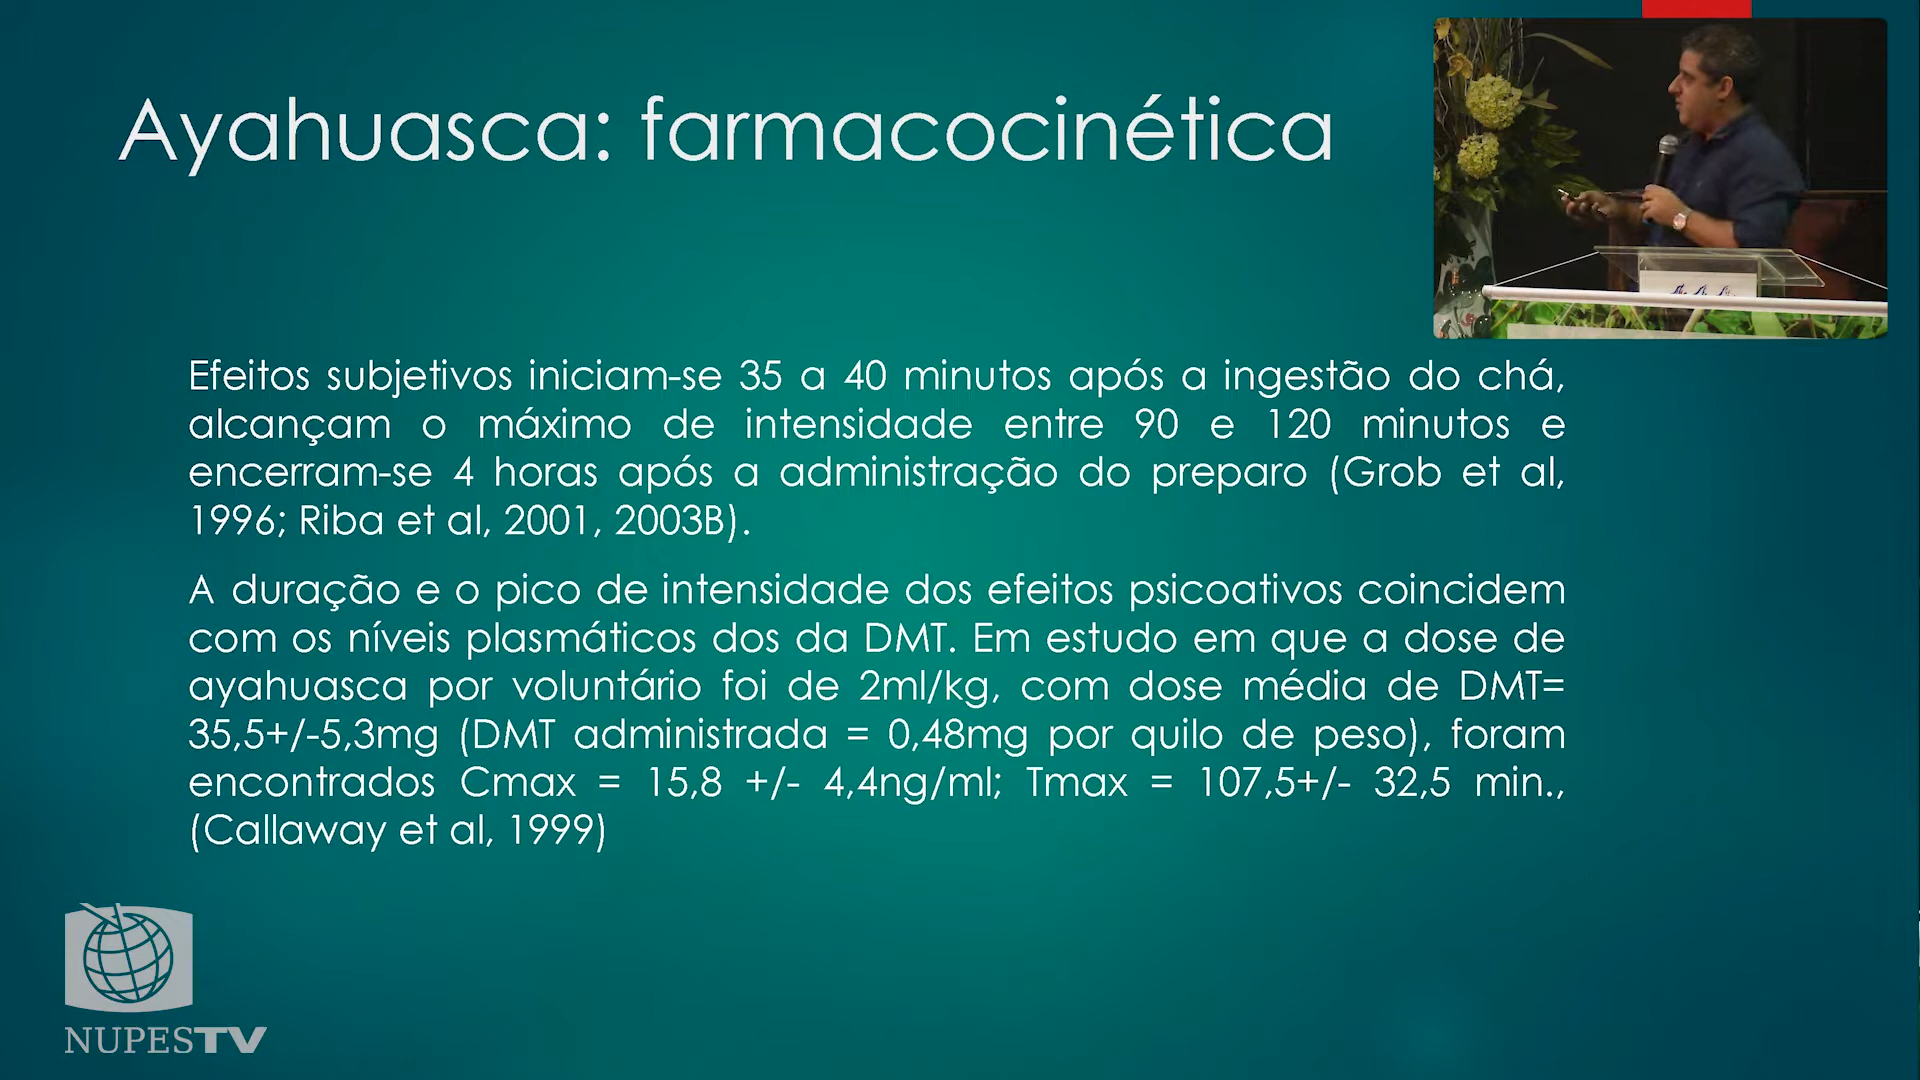 Ayahuasca: farmacocinética
Efeitos subjetivos iniciam-se 35 a 40 minutos após a ingestão do chá,
alcançam o máximo de intensidade entre 90 e 120 minutos e
encerram-se 4 horas após a administração do preparo (Grob et al,
1996; Riba et al, 2001, 2003B).
A duração e o pico de intensidade dos efeitos psicoativos coincidem
com os níveis plasmáticos dos da DMT. Em estudo em que a dose de
ayahuasca por voluntário foi de 2ml/kg, com dose média de DMT=
35,5+/-5,3mg (DMT administrada = 0,48mg por quilo de peso), foram
encontrados Cmax = 15,8 +/- 4,4ng/ml; Tmax = 107,5+/- 32,5 min.,
(Callaway et al, 1999)
NUPESTV